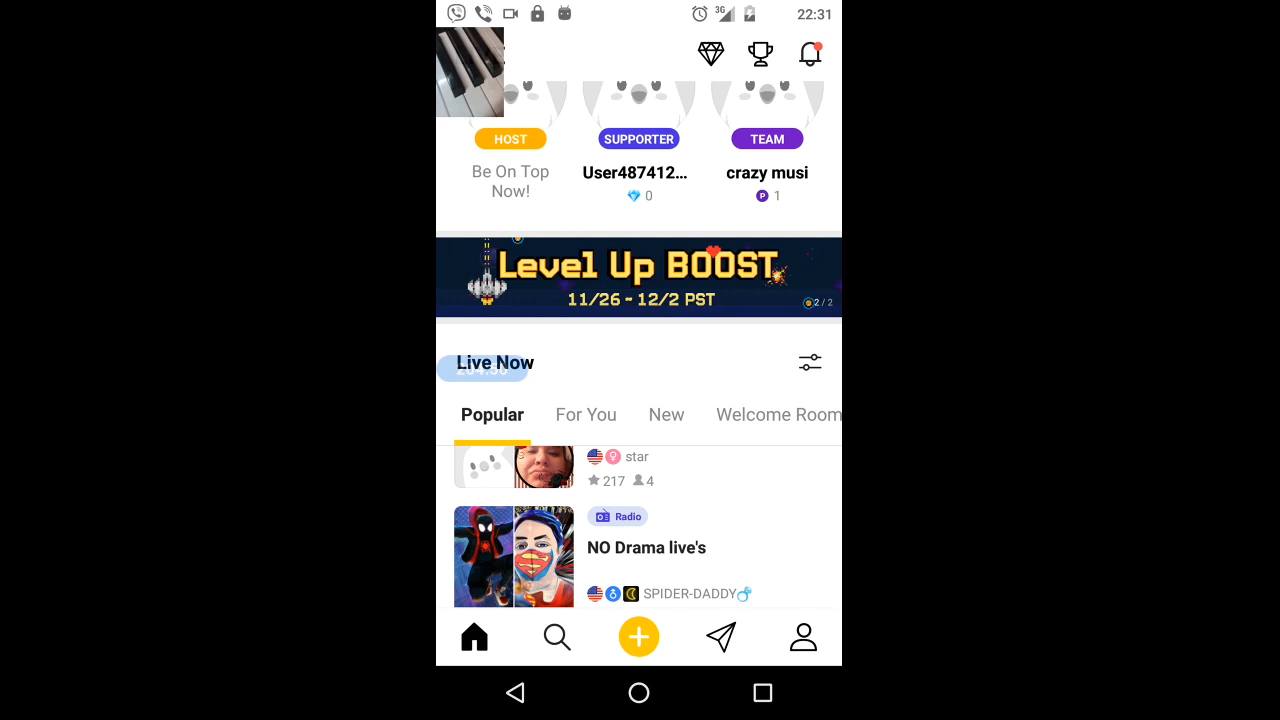 3G 22:31
HOST SUPPORTER TEAM
Be On Top
Now!
User487412... crazy musi
0 P 1
Level Up BOOST
11/26 - 12/2 PST
2 / 2
Live Now
Popular For You New Welcome Room
star
217 4
Radio
NO Drama live's
SPIDER-DADDY